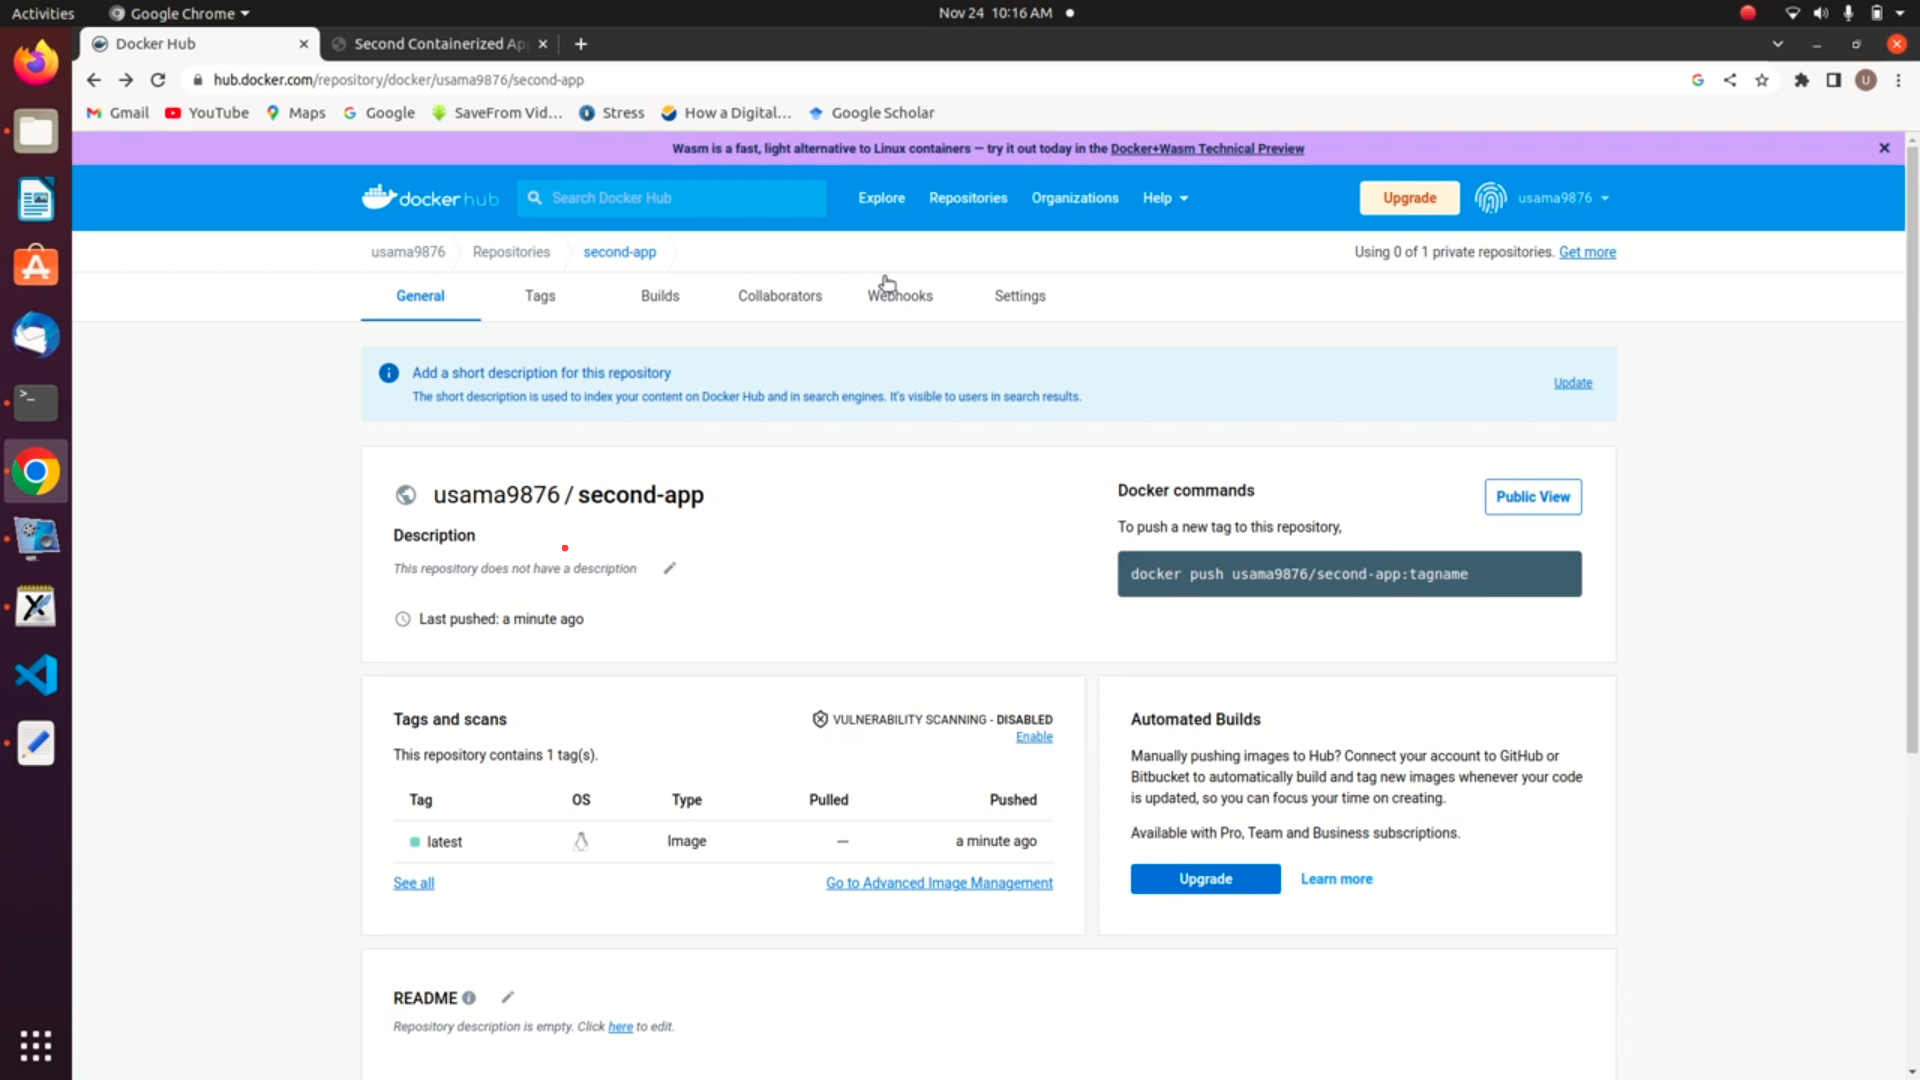 Activities Google Chrome Nov 24 10:16 AM
Docker Hub Second Containerized Ap
hub.docker.com/repository/docker/usama9876/second-app
Gmail YouTube Maps Google SaveFrom Vid... Stress How a Digital... Google Scholar
Wasm is a fast, light alternative to Linux containers — try it out today in the Docker+Wasm Technical Preview
docker hub Search Docker Hub Explore Repositories Organizations Help Upgrade usama9876
usama9876 Repositories second-app Using 0 of 1 private repositories. Get more
General Tags Builds Collaborators Webhooks Settings
Add a short description for this repository
The short description is used to index your content on Docker Hub and in search engines. It's visible to users in search results.
Update
usama9876 / second-app
Description
This repository does not have a description
Last pushed: a minute ago
Docker commands
Public View
To push a new tag to this repository,
docker push usama9876/second-app:tagname
Tags and scans
VULNERABILITY SCANNING - DISABLED
Enable
This repository contains 1 tag(s).
Tag OS Type Pulled Pushed
latest Image — a minute ago
See all Go to Advanced Image Management
Automated Builds
Manually pushing images to Hub? Connect your account to GitHub or
Bitbucket to automatically build and tag new images whenever your code
is updated, so you can focus your time on creating.
Available with Pro, Team and Business subscriptions.
Upgrade Learn more
README
Repository description is empty. Click here to edit.